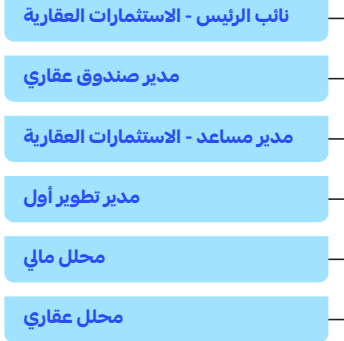 نائب الرئيس - الاستثمارات العقارية
مدير صندوق عقاري
مدير مساعد - الاستثمارات العقارية
مدير تطوير أول
محلل مالي
محلل عقاري